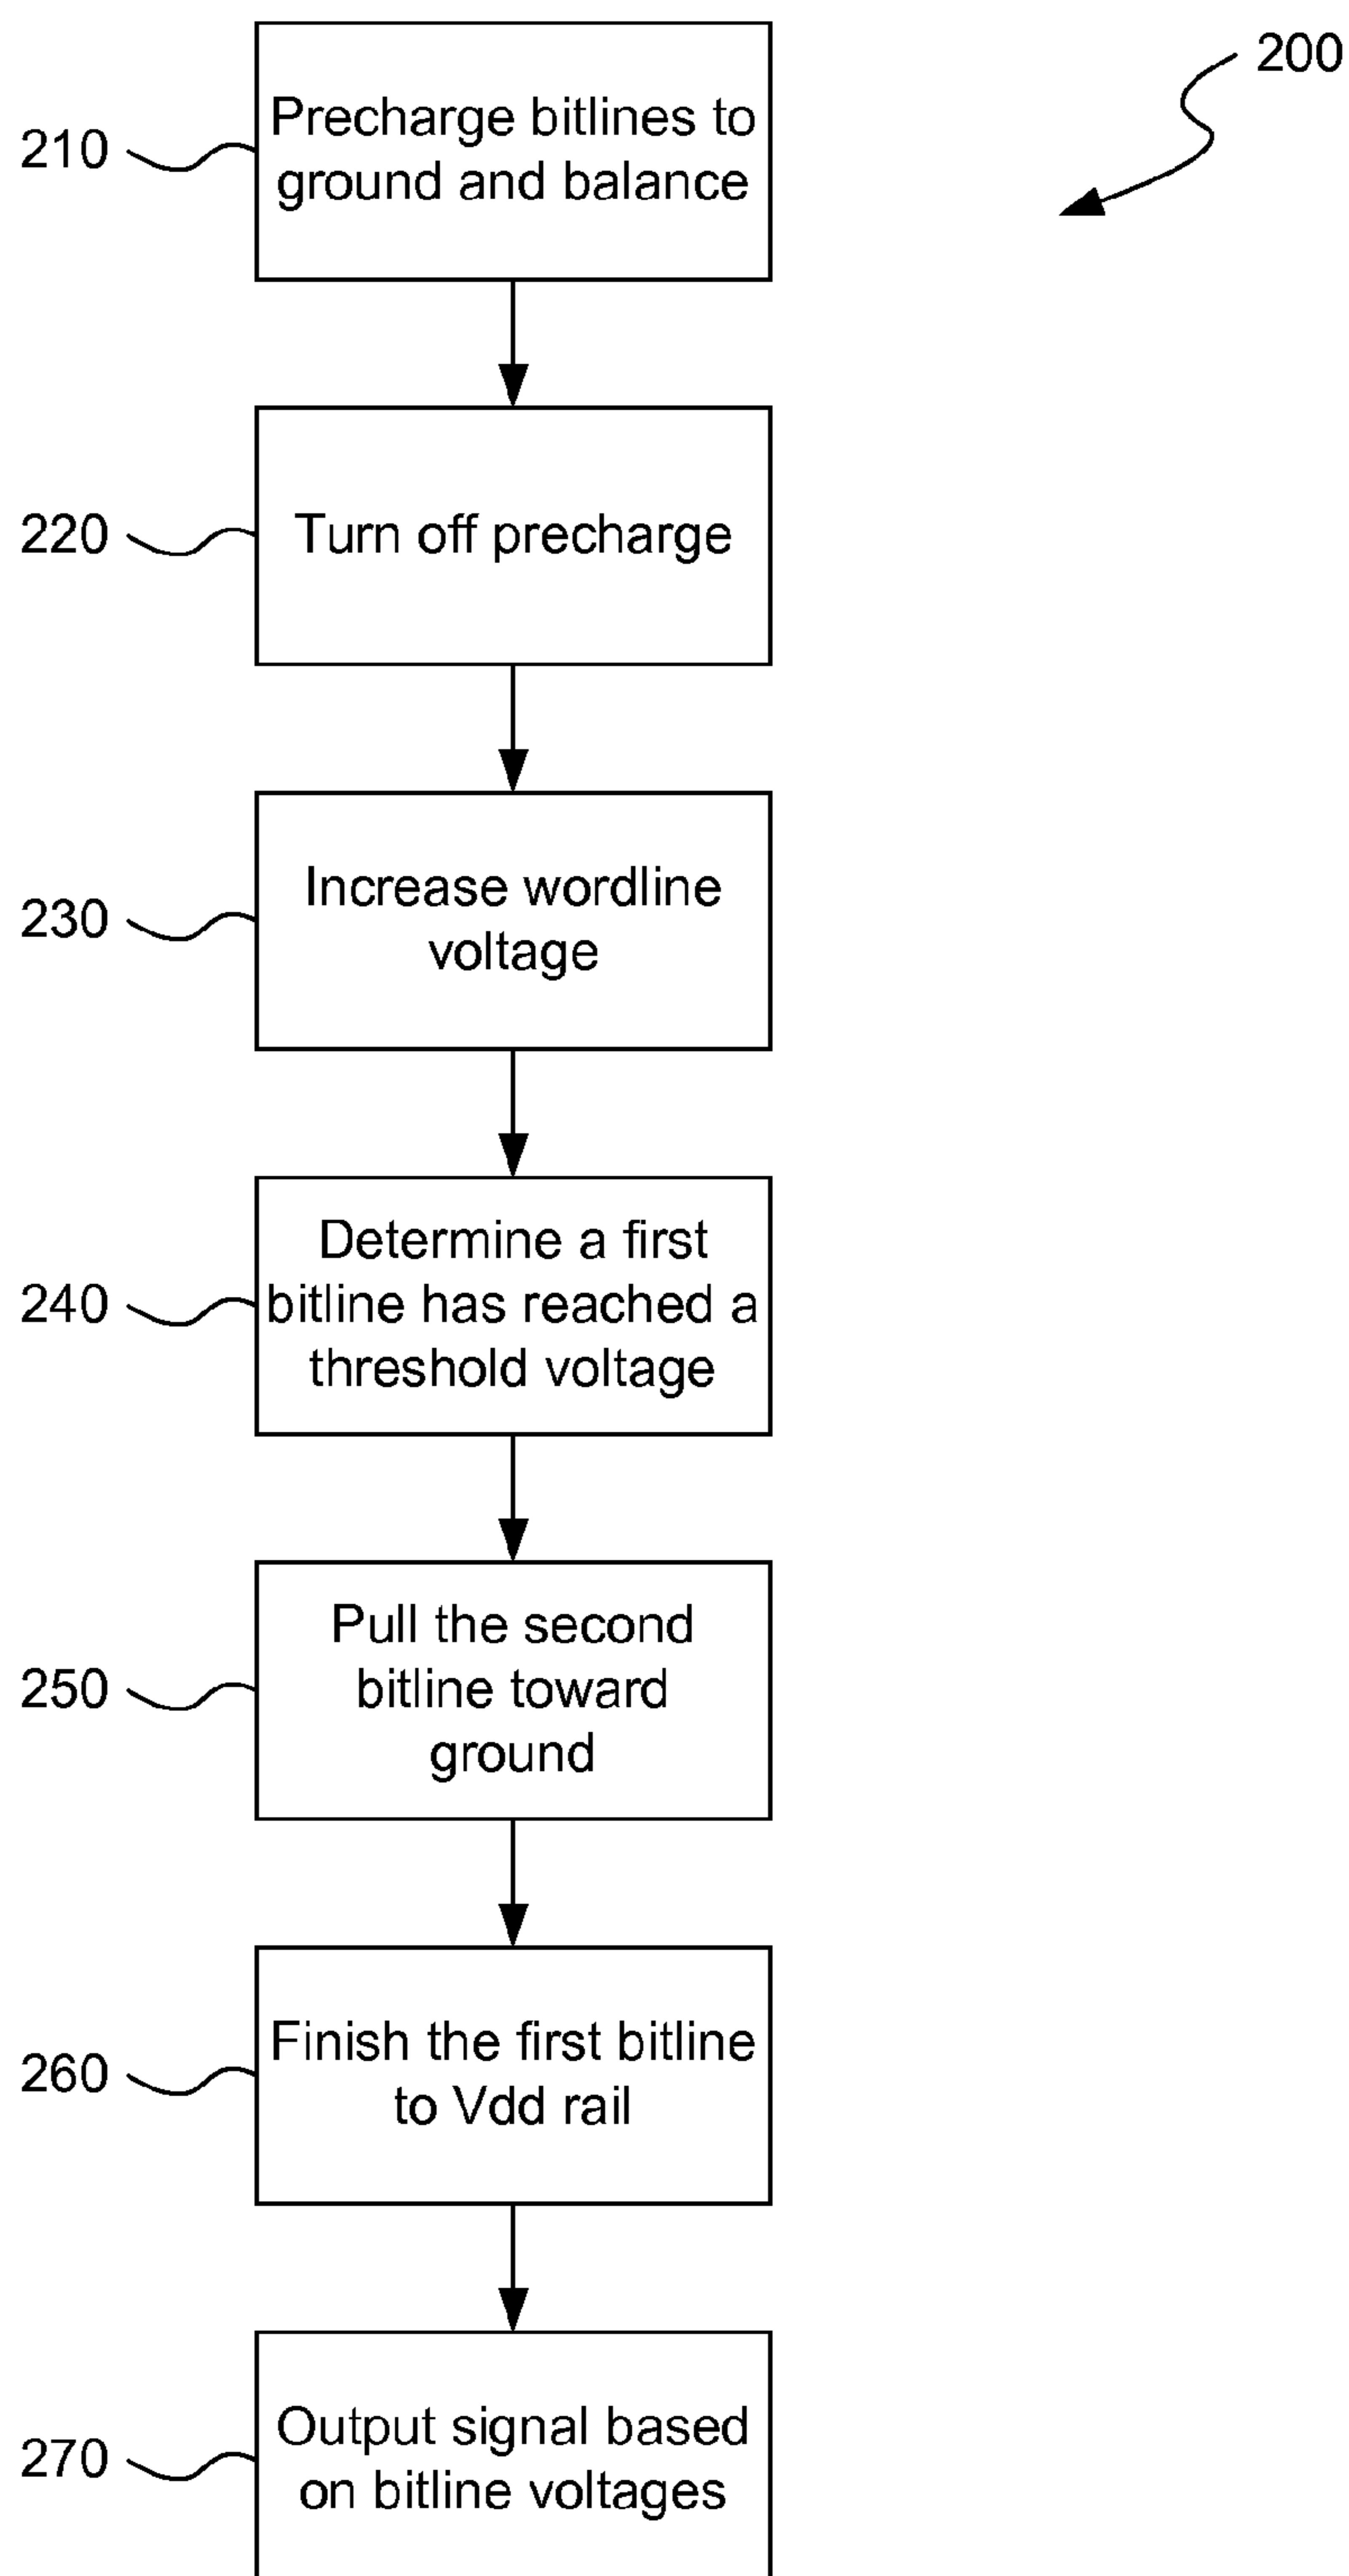 200
210
Precharge bitlines to
ground and balance
220
Turn off precharge
230
Increase wordline
voltage
240
Determine a first
bitline has reached a
threshold voltage
250
Pull the second
bitline toward
ground
260
Finish the first bitline
to Vdd rail
270
Output signal based
on bitline voltages